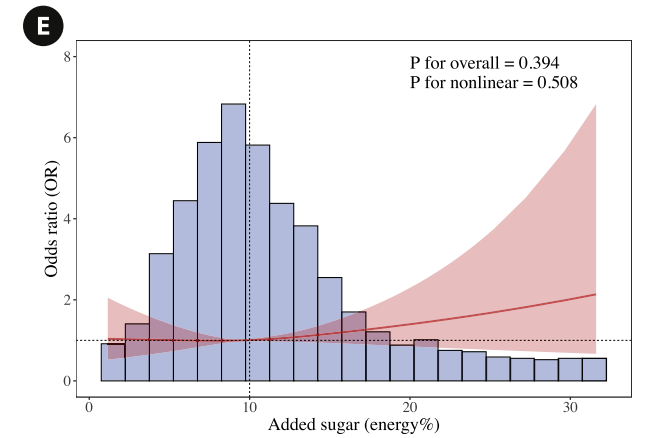 E
P for overall = 0.394
P for nonlinear = 0.508
Odds ratio (OR)
8
6
4
2
0
0 10 20 30
Added sugar (energy%)